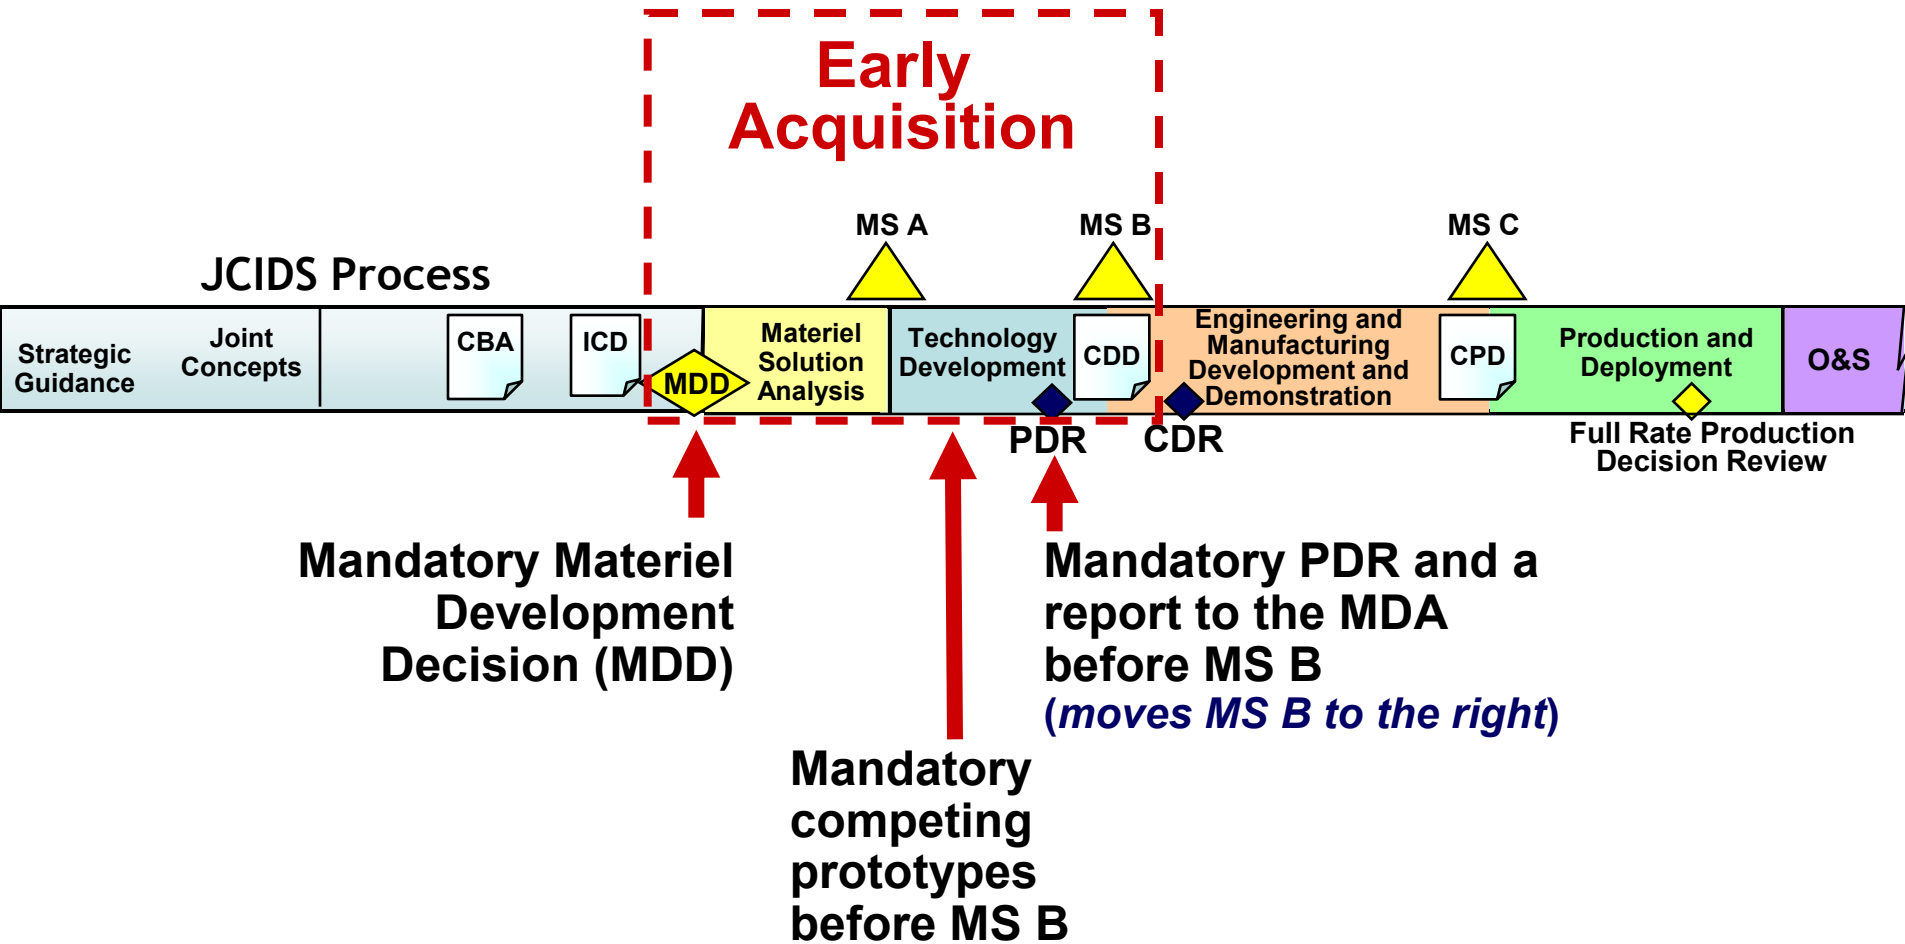 Early
Acquisition
MS A
MS B
MS C
JCIDS Process
Strategic
Guidance
Joint
Concepts
CBA
ICD
MDD
Materiel
Solution
Analysis
Technology
Development
CDD
Engineering and
Manufacturing
Development and
Demonstration
CPD
Production and
Deployment
O&S
PDR
CDR
Full Rate Production
Decision Review
Mandatory Materiel
Development
Decision (MDD)
Mandatory PDR and a
report to the MDA
before MS B
(moves MS B to the right)
Mandatory
competing
prototypes
before MS B